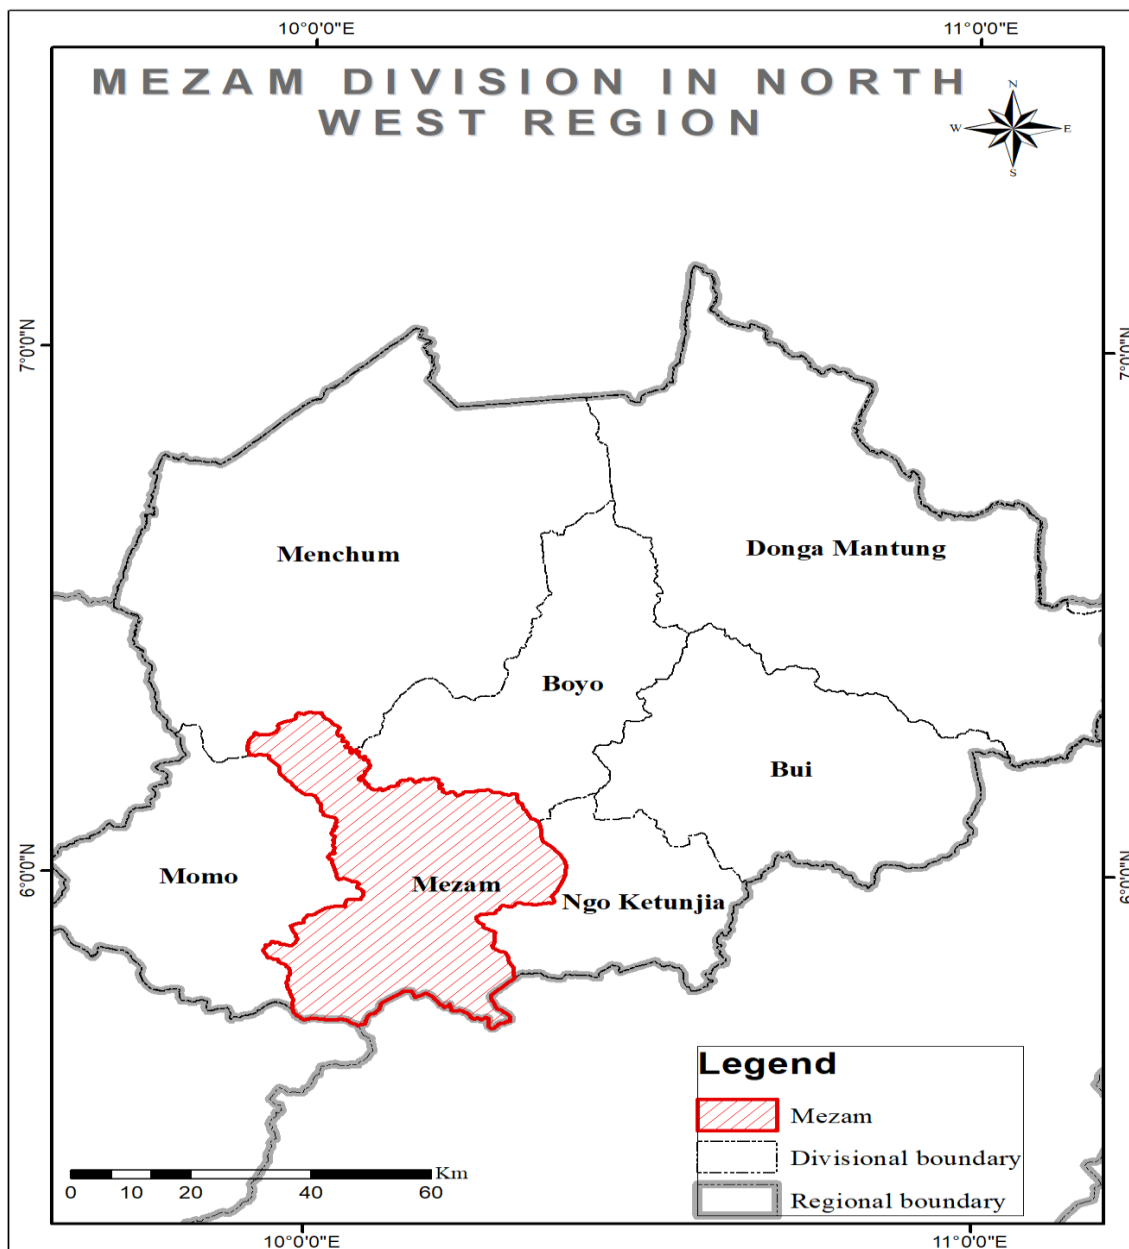 10°0'0"E
11°0'0"E
MEZAM DIVISION IN NORTH
WEST REGION
N
W
E
S
7°0'0"N
7°0'0"N
Menchum
Donga Mantung
Boyo
Bui
6°0'0"N
6°0'0"N
Momo
Mezam
Ngo Ketunjia
Legend
Mezam
Divisional boundary
Regional boundary
Km
0 10 20 40 60
10°0'0"E
11°0'0"E